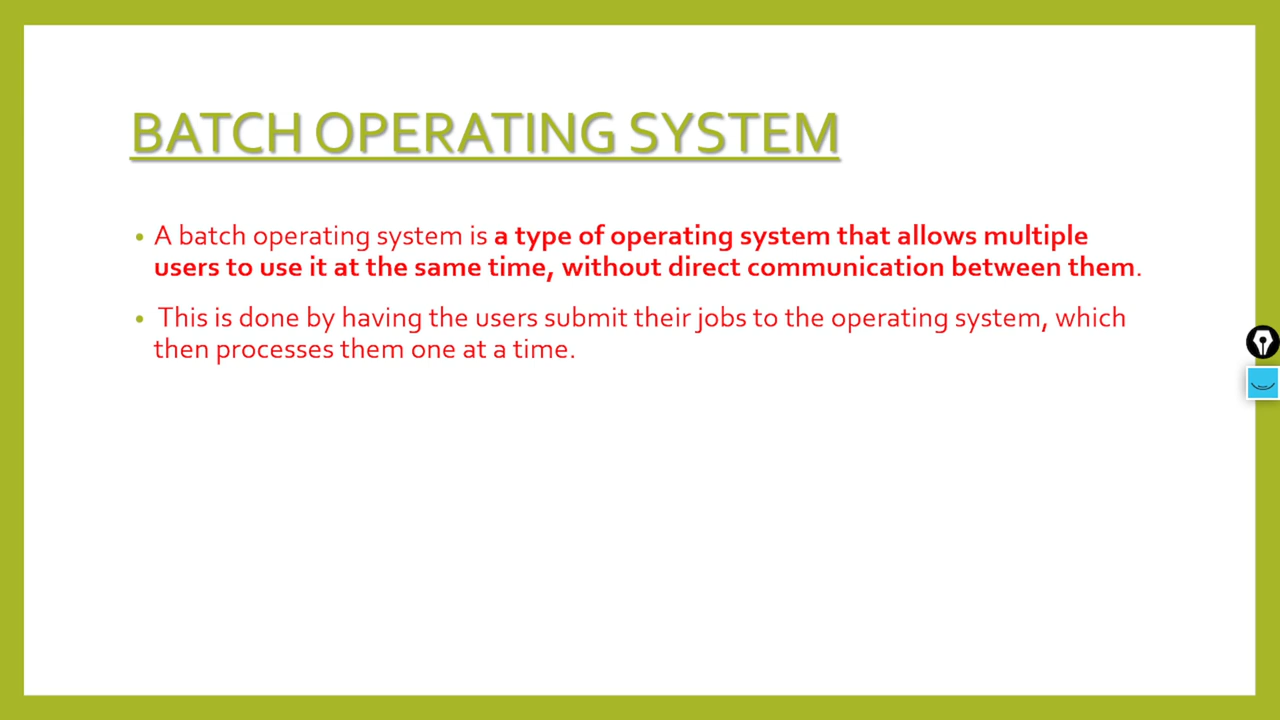 BATCH OPERATING SYSTEM
• A batch operating system is a type of operating system that allows multiple
users to use it at the same time, without direct communication between them.
• This is done by having the users submit their jobs to the operating system, which
then processes them one at a time.